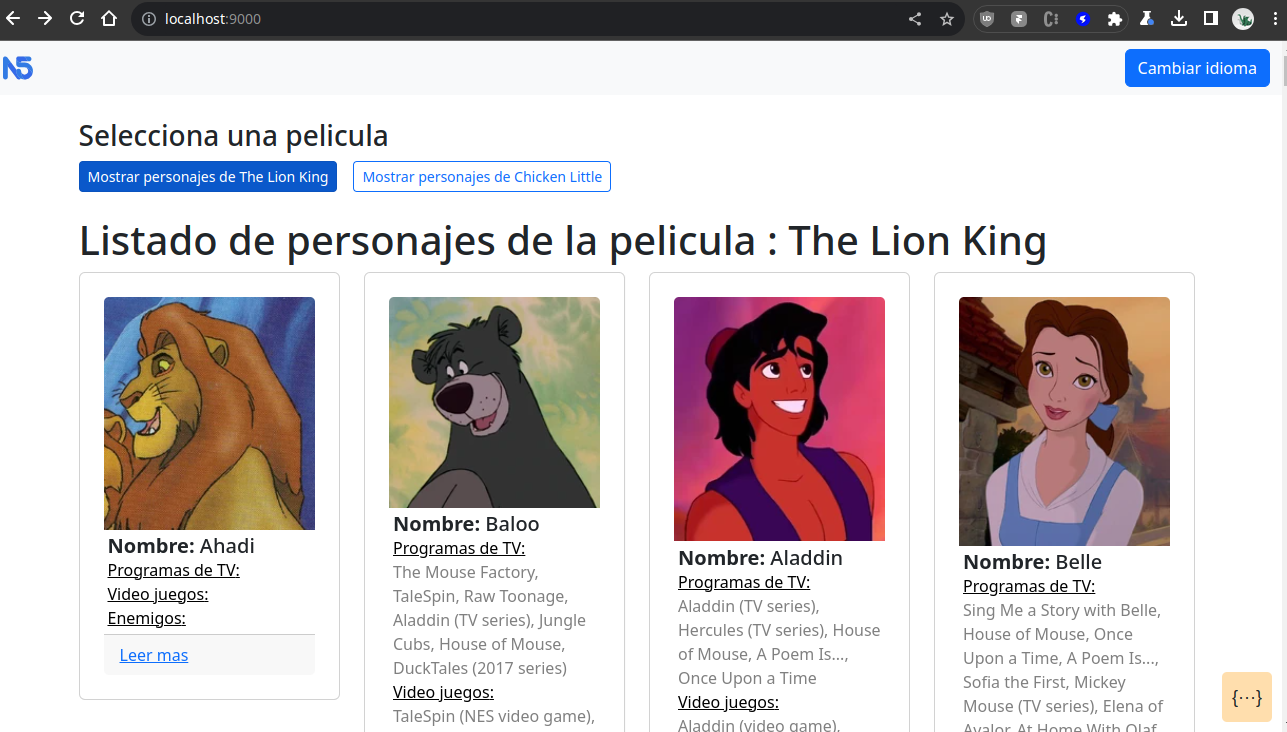 localhost:9000
N5
Cambiar idioma
Selecciona una pelicula
Mostrar personajes de The Lion King
Mostrar personajes de Chicken Little
Listado de personajes de la pelicula : The Lion King
Nombre: Ahadi
Programas de TV:
Video juegos:
Enemigos:
Leer mas
Nombre: Baloo
Programas de TV:
The Mouse Factory,
TaleSpin, Raw Toonage,
Aladdin (TV series), Jungle
Cubs, House of Mouse,
DuckTales (2017 series)
Video juegos:
TaleSpin (NES video game),
Nombre: Aladdin
Programas de TV:
Aladdin (TV series),
Hercules (TV series), House
of Mouse, A Poem Is...,
Once Upon a Time
Video juegos:
Aladdin (video game),
Nombre: Belle
Programas de TV:
Sing Me a Story with Belle,
House of Mouse, Once
Upon a Time, A Poem Is...,
Sofia the First, Mickey
Mouse (TV series), Elena of
Avalor, At Home With Olaf
{···}